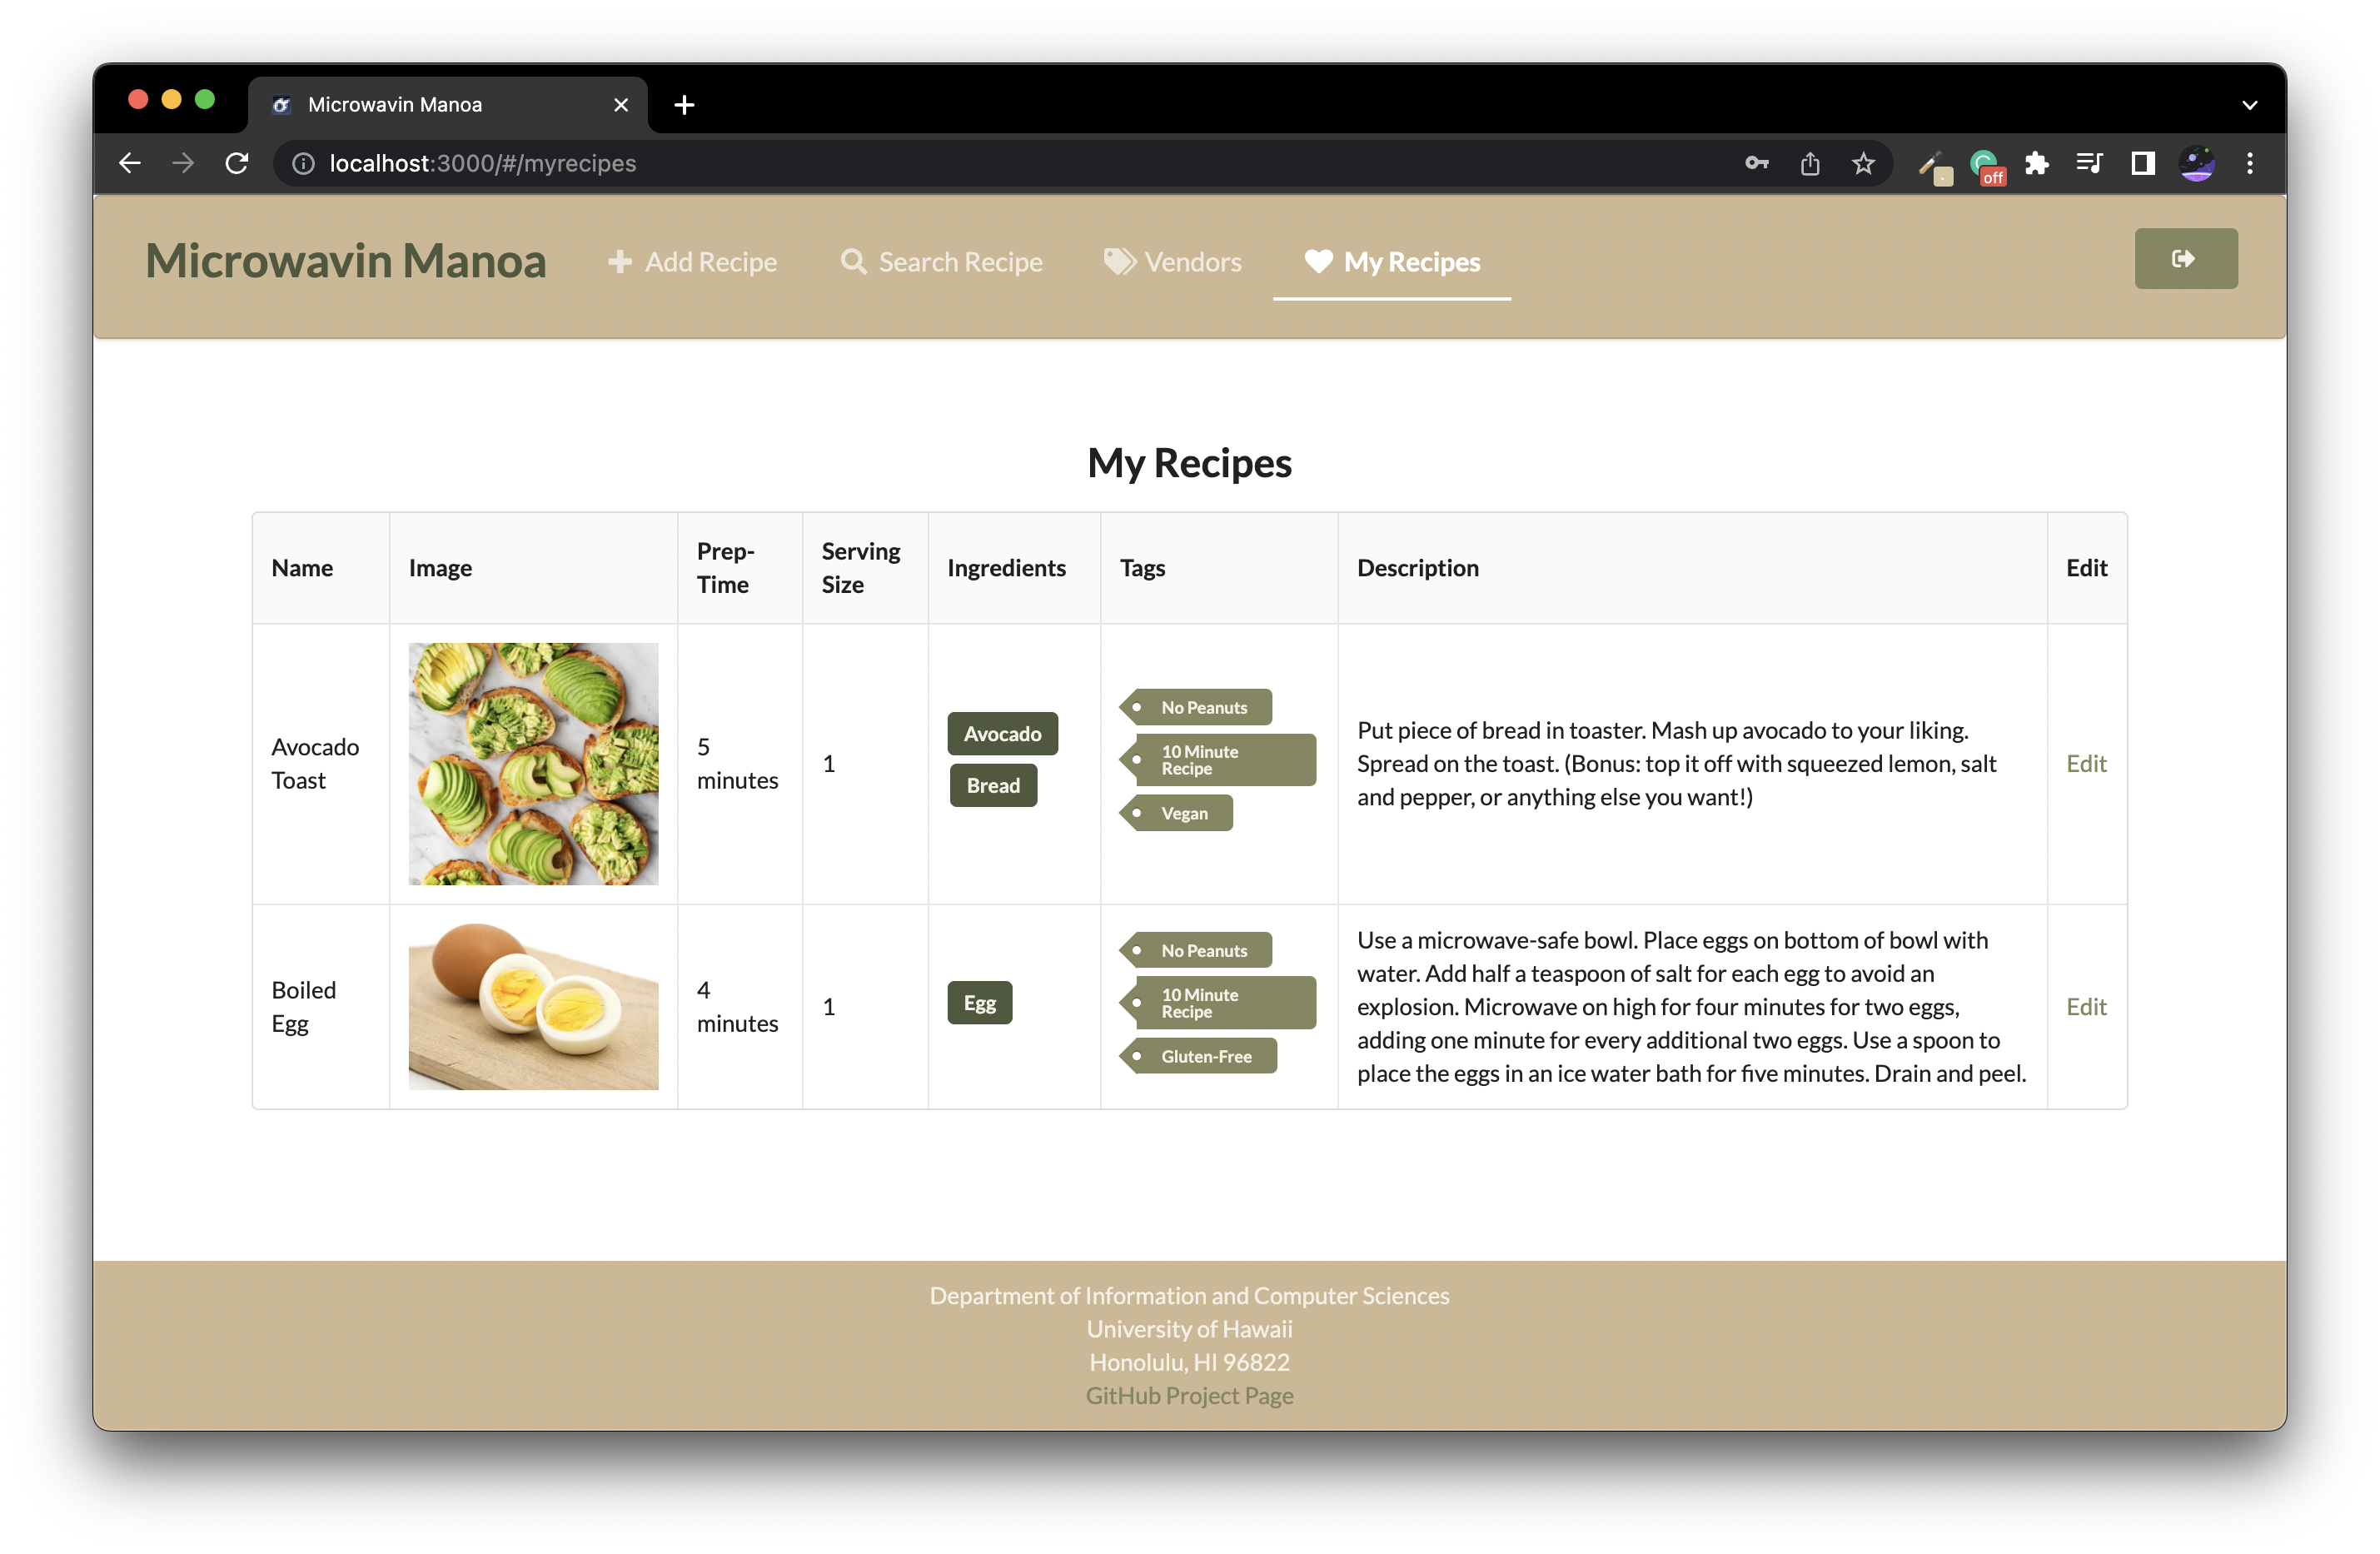 Microwavin Manoa
localhost:3000/#/myrecipes
off
Microwavin Manoa
Add Recipe
Search Recipe
Vendors
My Recipes
My Recipes
Name
Image
Prep-
Time
Serving
Size
Ingredients
Tags
Description
Edit
Avocado
Toast
5
minutes
1
Avocado
Bread
No Peanuts
10 Minute
Recipe
Vegan
Put piece of bread in toaster. Mash up avocado to your liking.
Spread on the toast. (Bonus: top it off with squeezed lemon, salt
and pepper, or anything else you want!)
Edit
Boiled
Egg
4
minutes
1
Egg
No Peanuts
10 Minute
Recipe
Gluten-Free
Use a microwave-safe bowl. Place eggs on bottom of bowl with
water. Add half a teaspoon of salt for each egg to avoid an
explosion. Microwave on high for four minutes for two eggs,
adding one minute for every additional two eggs. Use a spoon to
place the eggs in an ice water bath for five minutes. Drain and peel.
Edit
Department of Information and Computer Sciences
University of Hawaii
Honolulu, HI 96822
GitHub Project Page